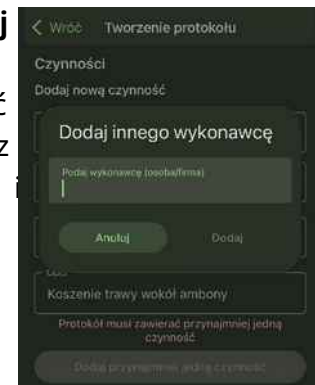 j
ć
z
i
< Wróć Tworzenie protokołu
Czynności
Dodaj nową czynność
Dodaj innego wykonawcę
Podaj wykonawcę (osoba/firma)
Anuluj Dodaj
Koszenie trawy wokół ambony
Protokół musi zawierać przynajmniej jedną
czynność
Dodaj przynajmniej jedną czynność